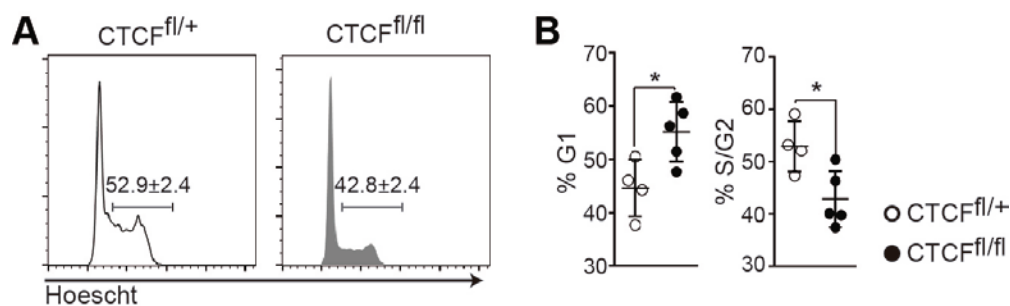 A
CTCFfl/+
CTCFfl/fl
52.9±2.4
42.8±2.4
Hoescht
B
% G1
70
60
50
40
30
*
% S/G2
70
60
50
40
30
*
CTCFfl/+
CTCFfl/fl